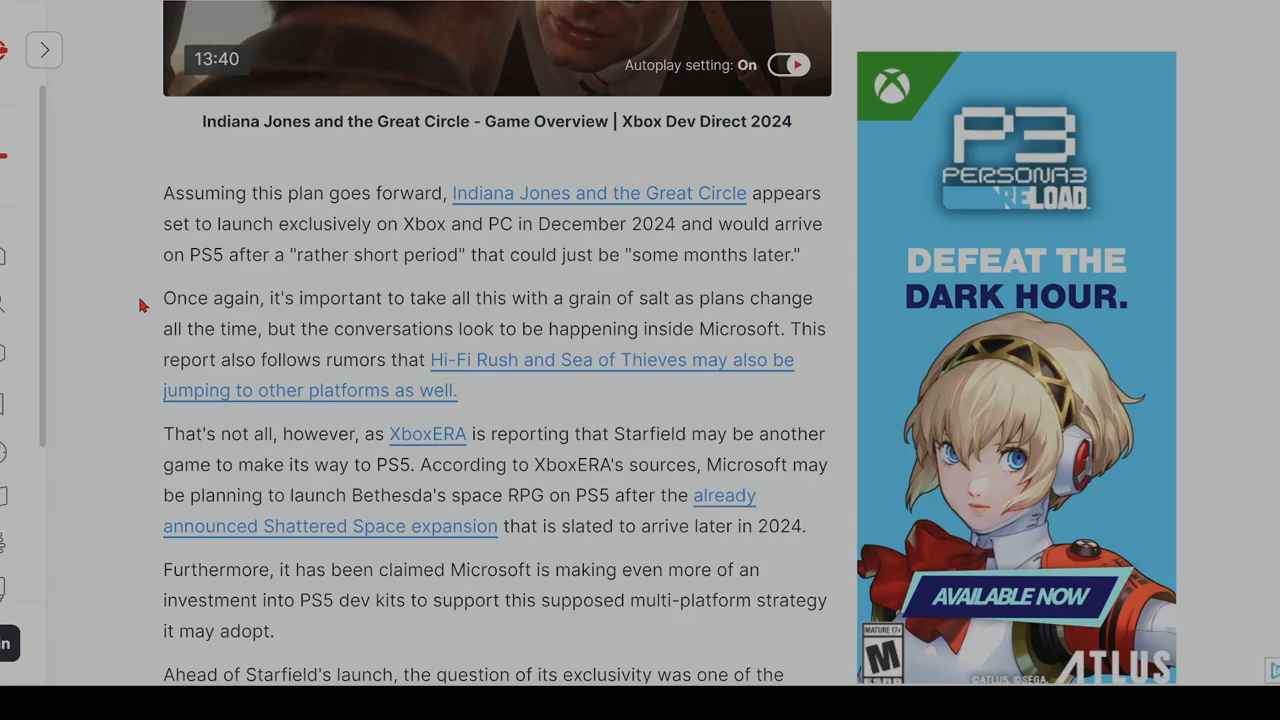 13:40
Autoplay setting: On
Indiana Jones and the Great Circle - Game Overview | Xbox Dev Direct 2024
Assuming this plan goes forward, Indiana Jones and the Great Circle appears
set to launch exclusively on Xbox and PC in December 2024 and would arrive
on PS5 after a "rather short period" that could just be "some months later."
Once again, it's important to take all this with a grain of salt as plans change
all the time, but the conversations look to be happening inside Microsoft. This
report also follows rumors that Hi-Fi Rush and Sea of Thieves may also be
jumping to other platforms as well.
That's not all, however, as XboxERA is reporting that Starfield may be another
game to make its way to PS5. According to XboxERA's sources, Microsoft may
be planning to launch Bethesda's space RPG on PS5 after the already
announced Shattered Space expansion that is slated to arrive later in 2024.
Furthermore, it has been claimed Microsoft is making even more of an
investment into PS5 dev kits to support this supposed multi-platform strategy
it may adopt.
Ahead of Starfield's launch, the question of its exclusivity was one of the
in
P3
PERSONA3
RELOAD
DEFEAT THE
DARK HOUR.
AVAILABLE NOW
MATURE 17+
M
ESRB
ATLUS
©ATLUS. ©SEGA.